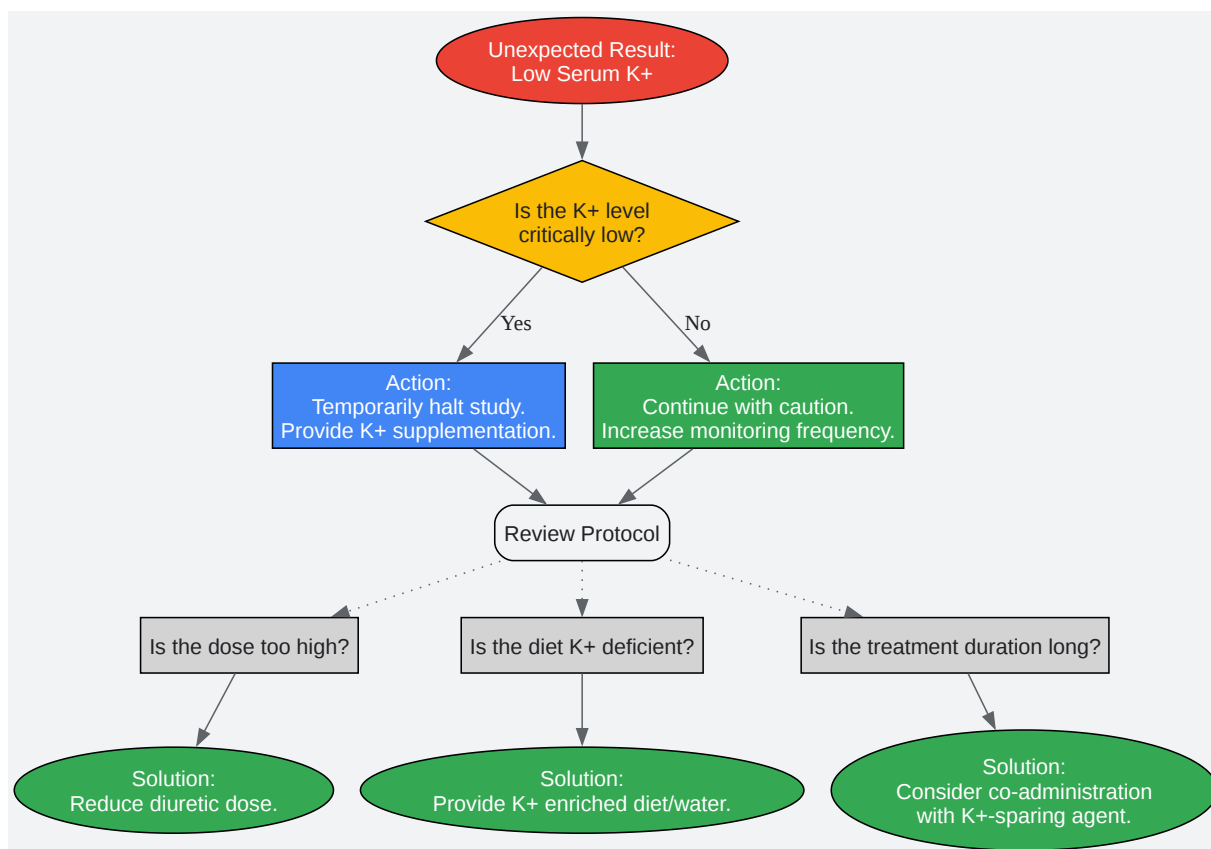 Unexpected Result:
Low Serum K+
Is the K+ level
critically low?
Yes
No
Action:
Temporarily halt study.
Provide K+ supplementation.
Action:
Continue with caution.
Increase monitoring frequency.
Review Protocol
Is the dose too high?
Is the diet K+ deficient?
Is the treatment duration long?
Solution:
Reduce diuretic dose.
Solution:
Provide K+ enriched diet/water.
Solution:
Consider co-administration
with K+-sparing agent.